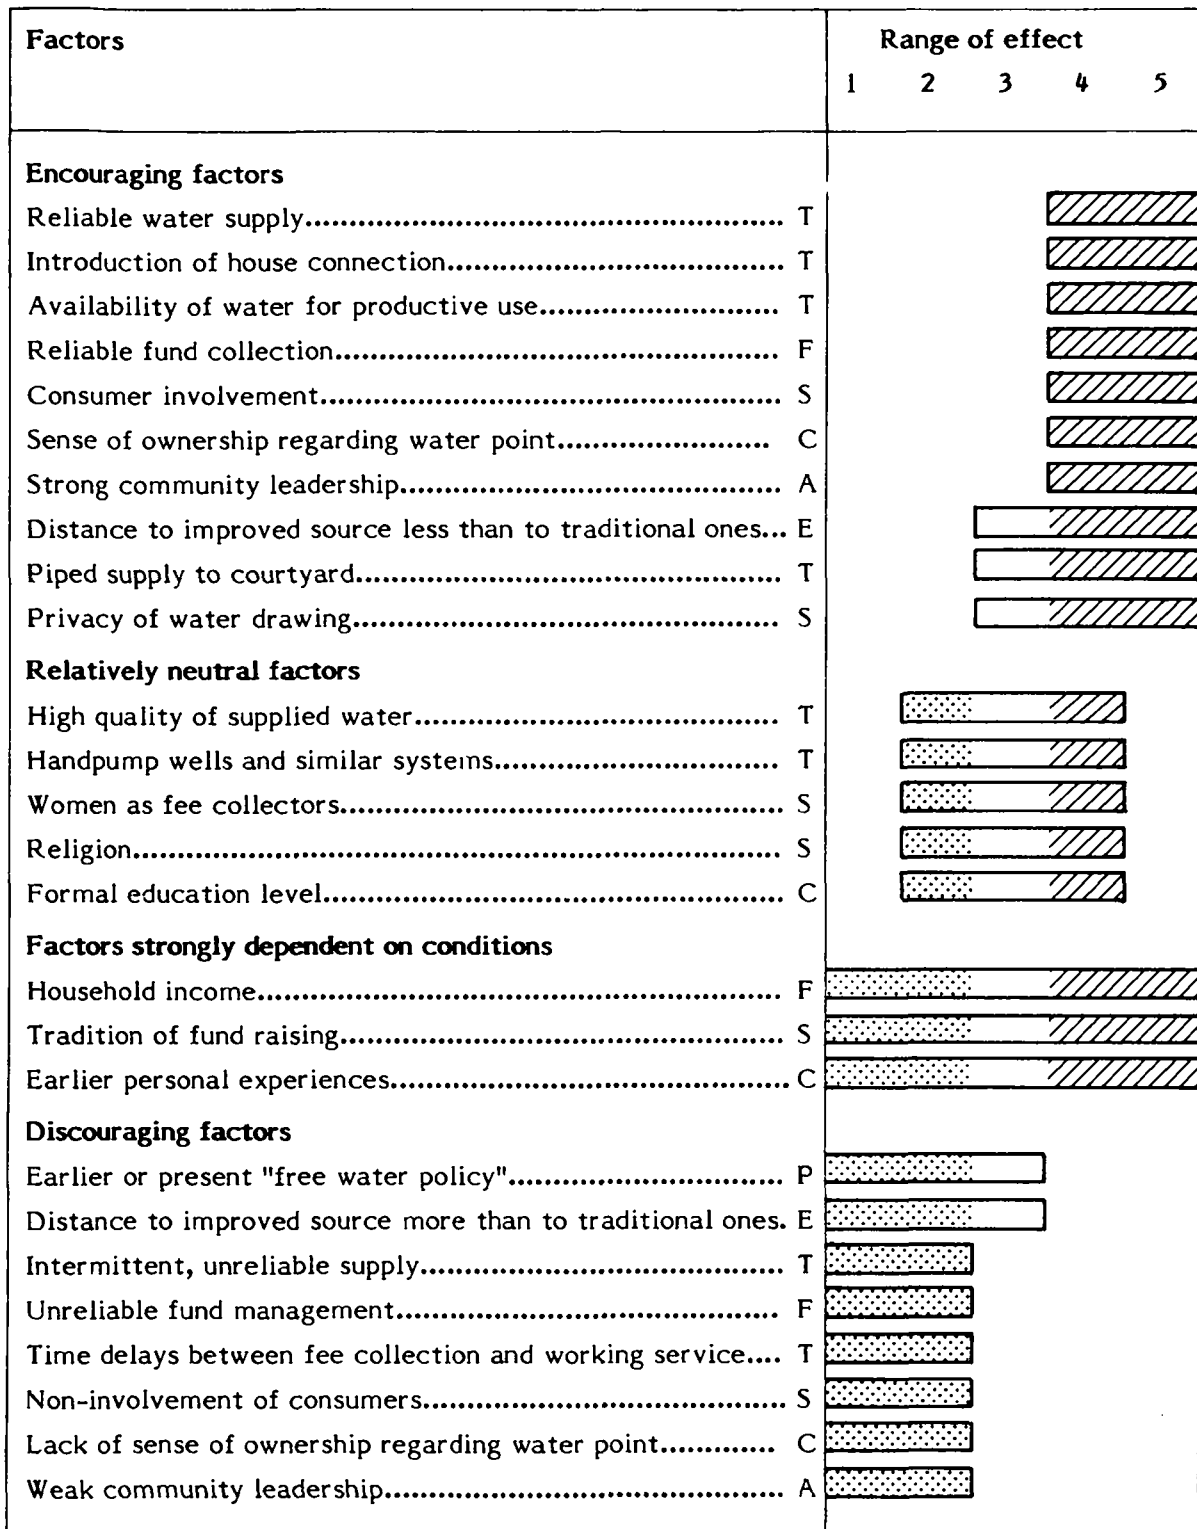 Factors Range of effect
1 2 3 4 5
Encouraging factors
Reliable water supply................................................ T
Introduction of house connection.................................. T
Availability of water for productive use........................ T
Reliable fund collection............................................. F
Consumer involvement............................................... S
Sense of ownership regarding water point...................... C
Strong community leadership....................................... A
Distance to improved source less than to traditional ones... E
Piped supply to courtyard........................................... T
Privacy of water drawing............................................ S
Relatively neutral factors
High quality of supplied water..................................... T
Handpump wells and similar systems............................. T
Women as fee collectors............................................. S
Religion................................................................. S
Formal education level............................................... C
Factors strongly dependent on conditions
Household income..................................................... F
Tradition of fund raising............................................. S
Earlier personal experiences......................................... C
Discouraging factors
Earlier or present "free water policy"............................ P
Distance to improved source more than to traditional ones. E
Intermittent, unreliable supply..................................... T
Unreliable fund management....................................... F
Time delays between fee collection and working service.... T
Non-involvement of consumers..................................... S
Lack of sense of ownership regarding water point............. C
Weak community leadership......................................... A